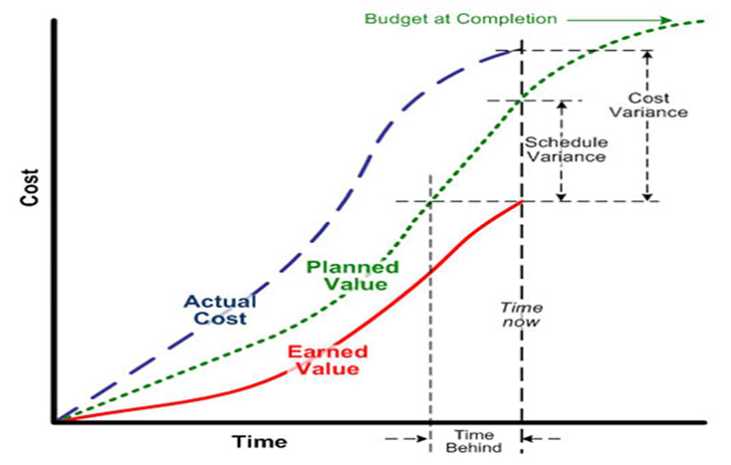 Budget at Completion
Cost
Variance
Schedule
Variance
Cost
Planned
Value
Actual
Cost
Time
now
Earned
Value
Time
Time
Behind